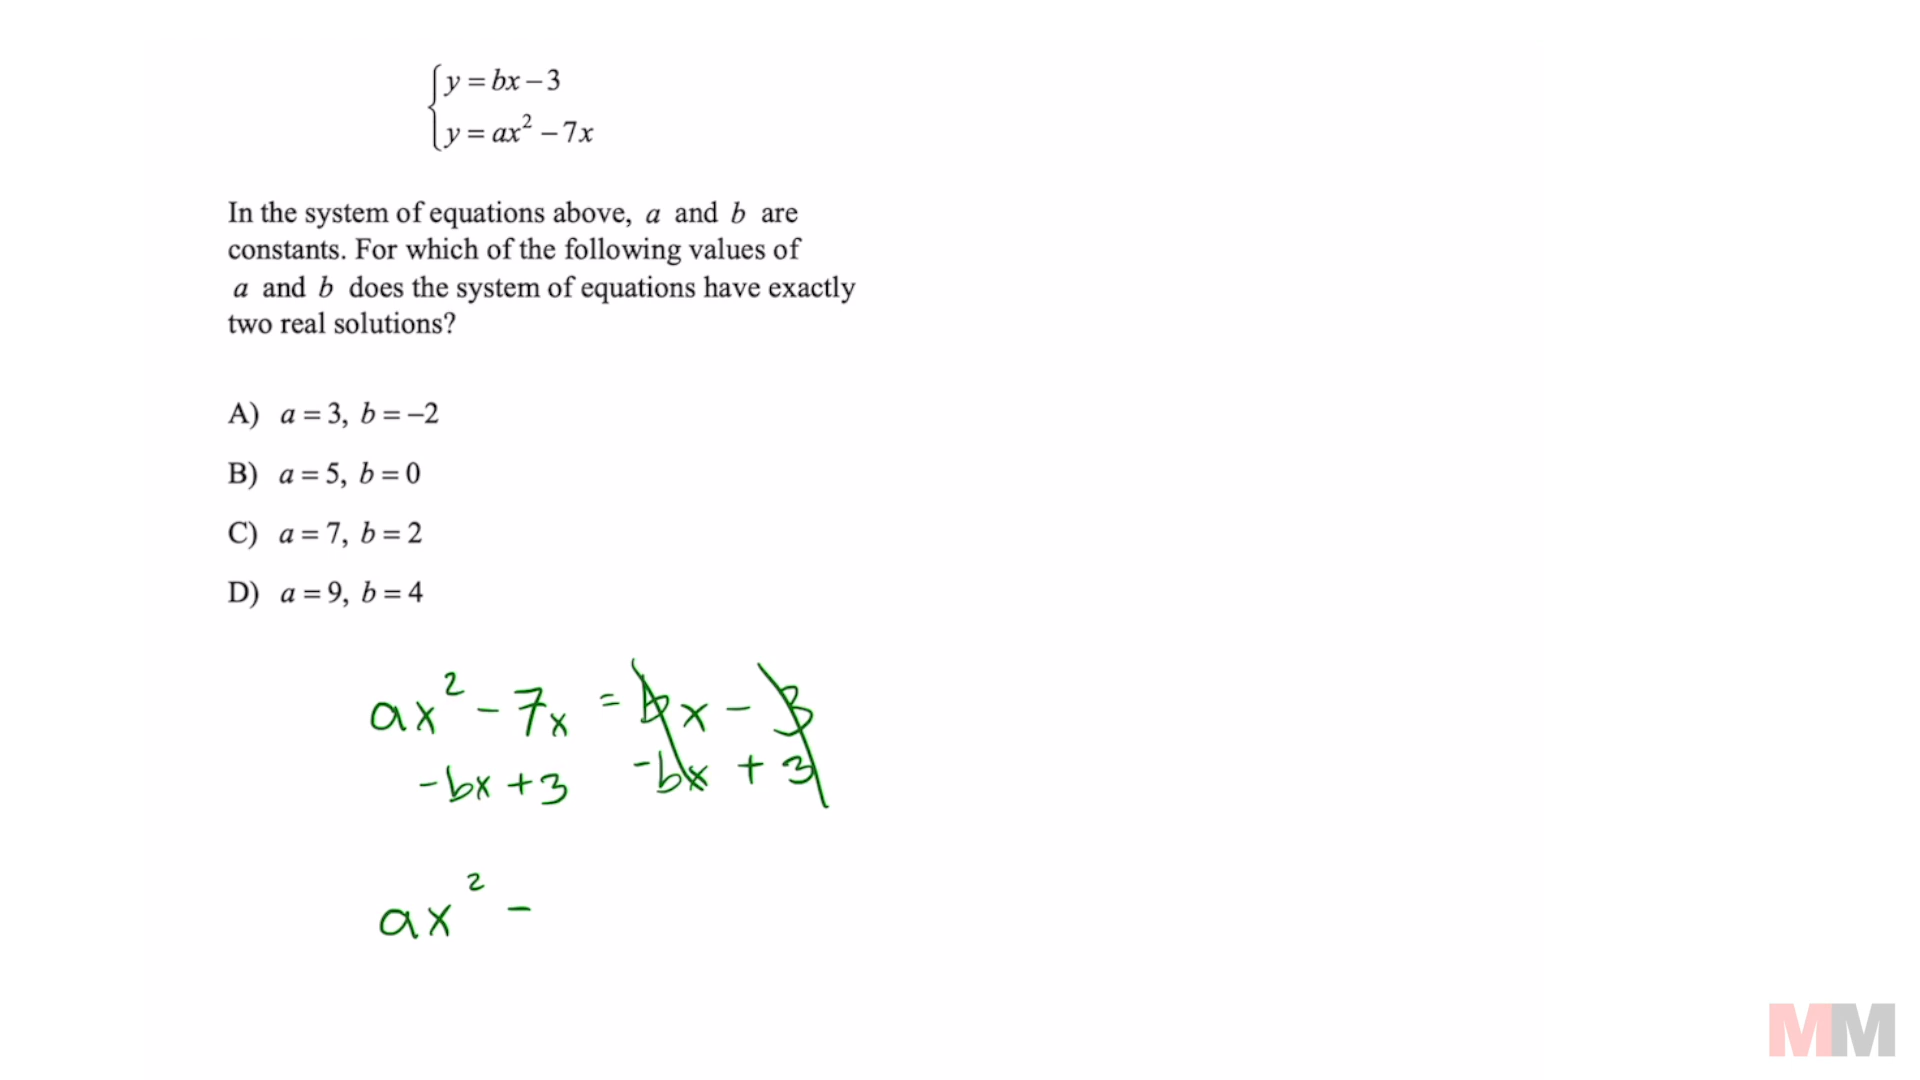 y = bx – 3
y = ax² – 7x
In the system of equations above, a and b are
constants. For which of the following values of
a and b does the system of equations have exactly
two real solutions?
A) a = 3, b = –2
B) a = 5, b = 0
C) a = 7, b = 2
D) a = 9, b = 4
ax² - 7x = bx - 3
-bx + 3 -bx + 3
ax² -
MM